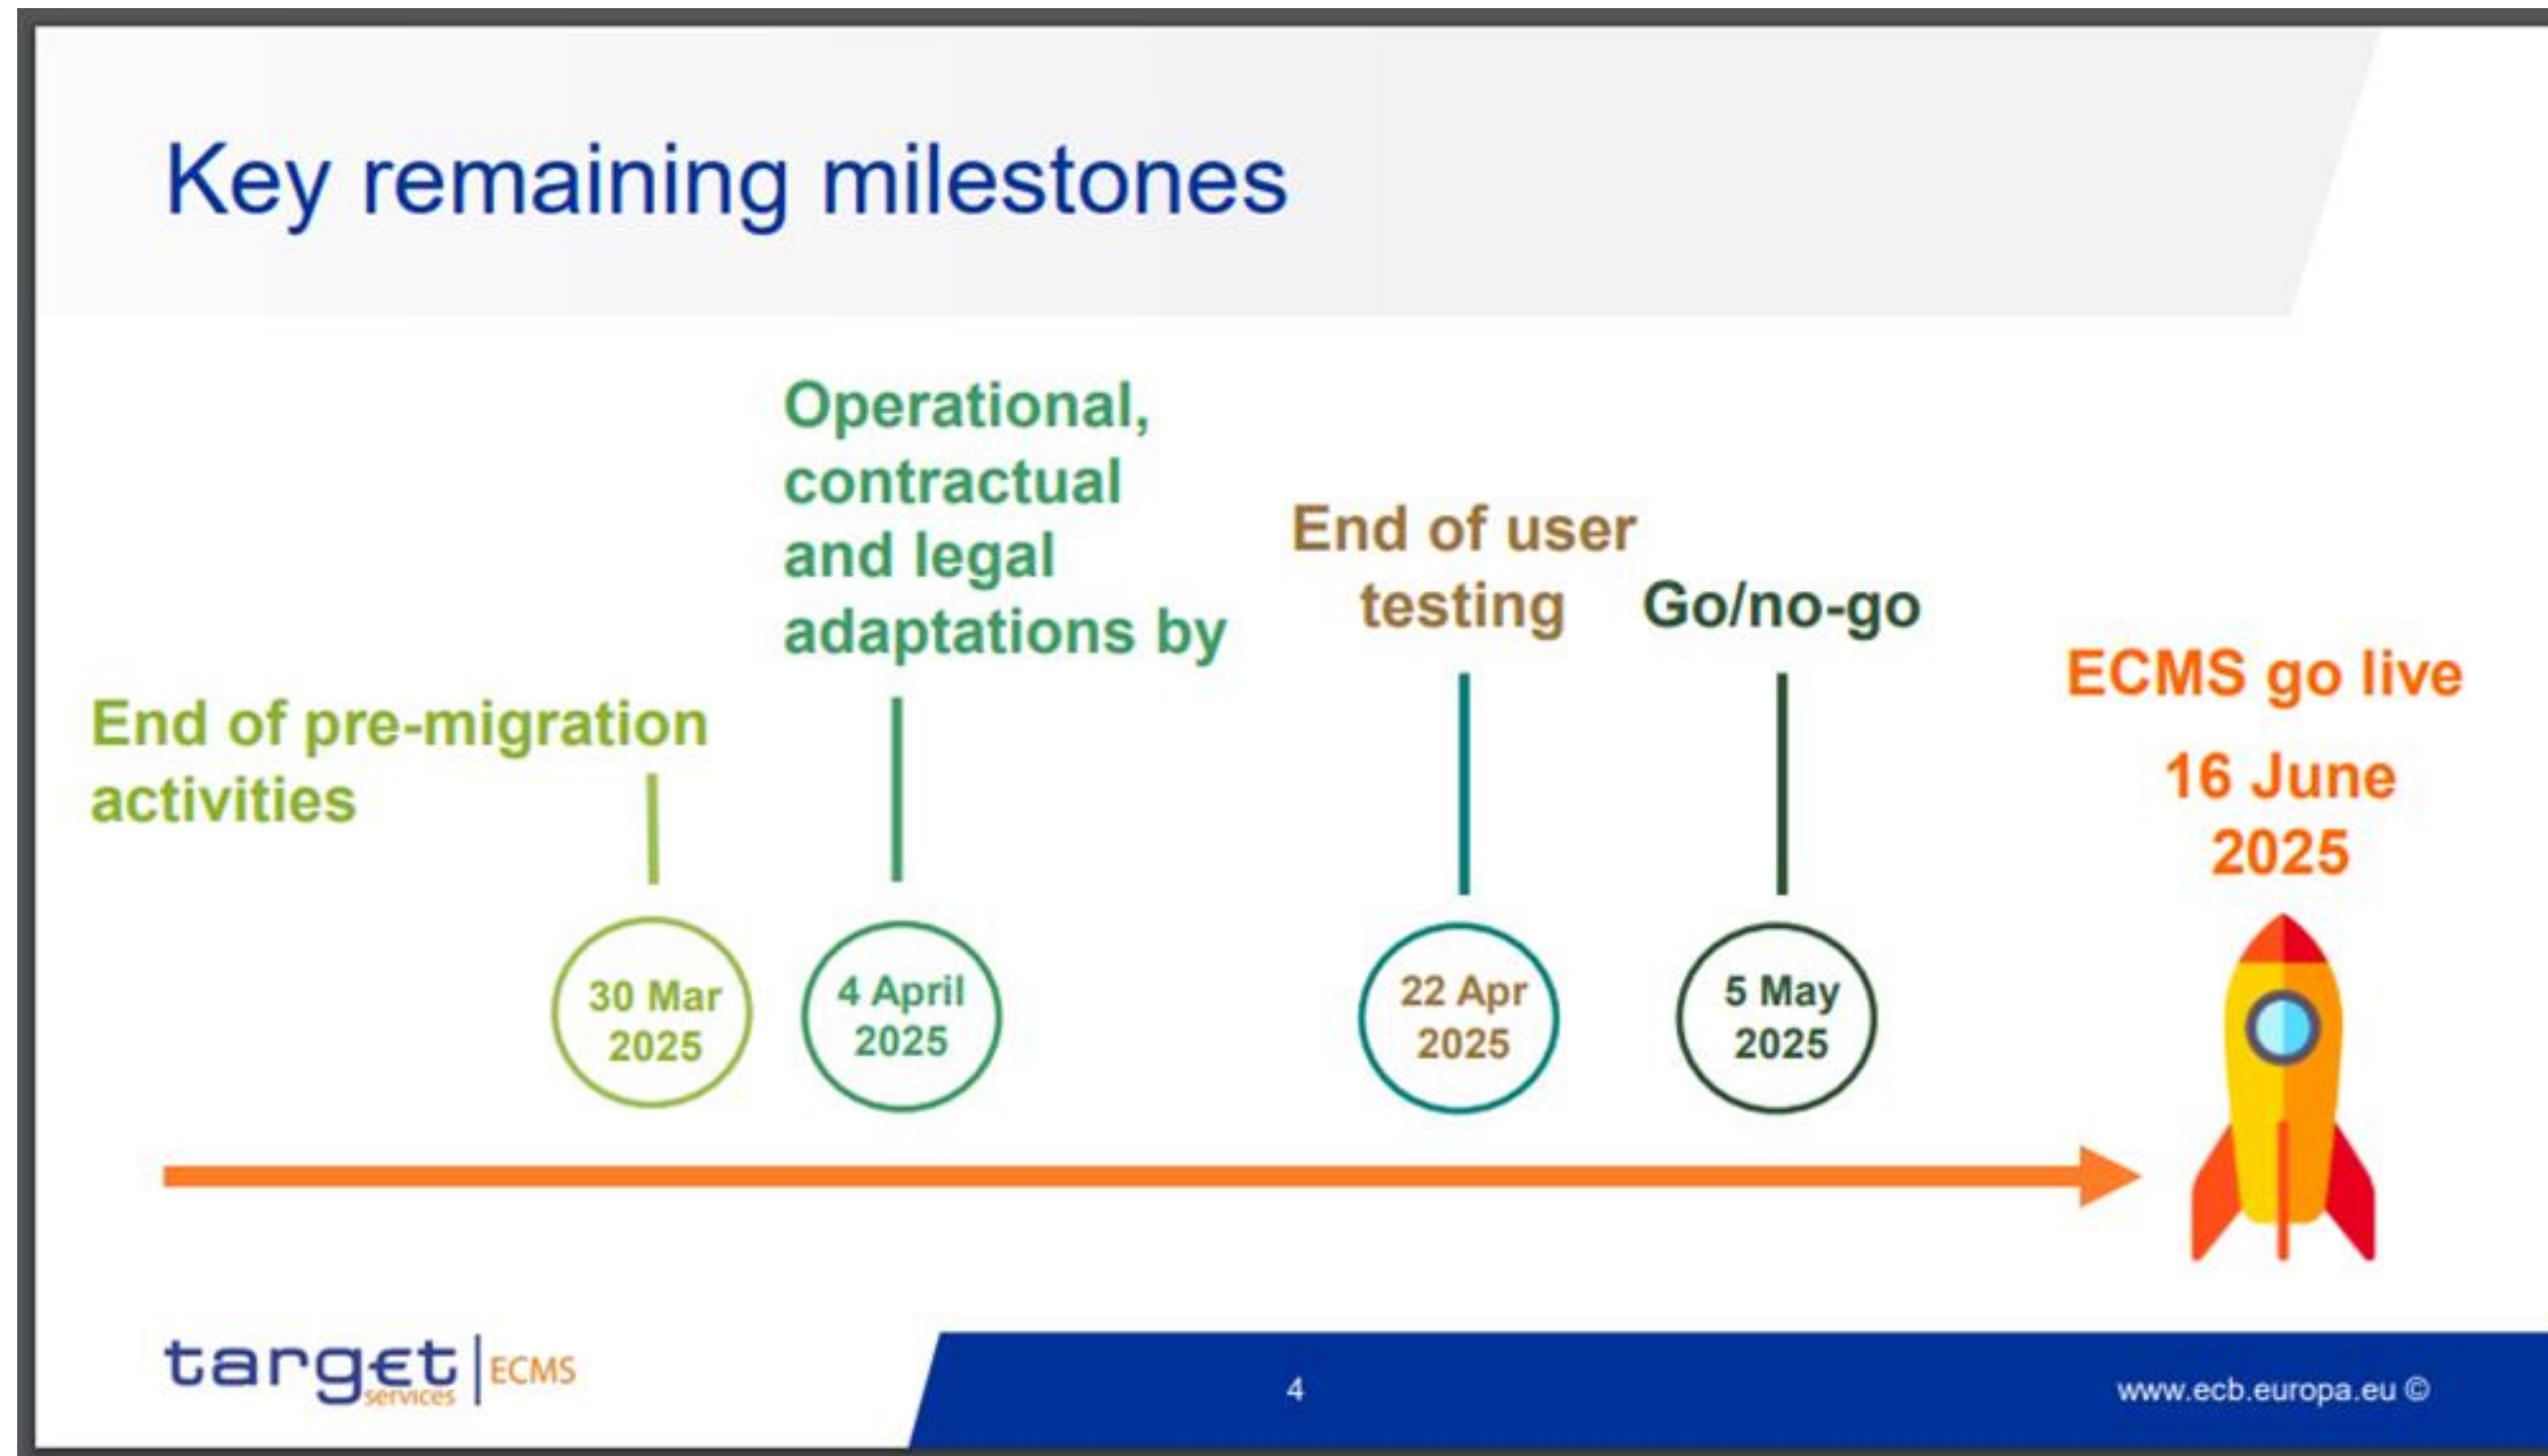 Key remaining milestones
Operational,
contractual
and legal
adaptations by
End of user
testing
Go/no-go
ECMS go live
16 June
2025
End of pre-migration
activities
30 Mar
2025
4 April
2025
22 Apr
2025
5 May
2025
target
services
ECMS
4
www.ecb.europa.eu ©